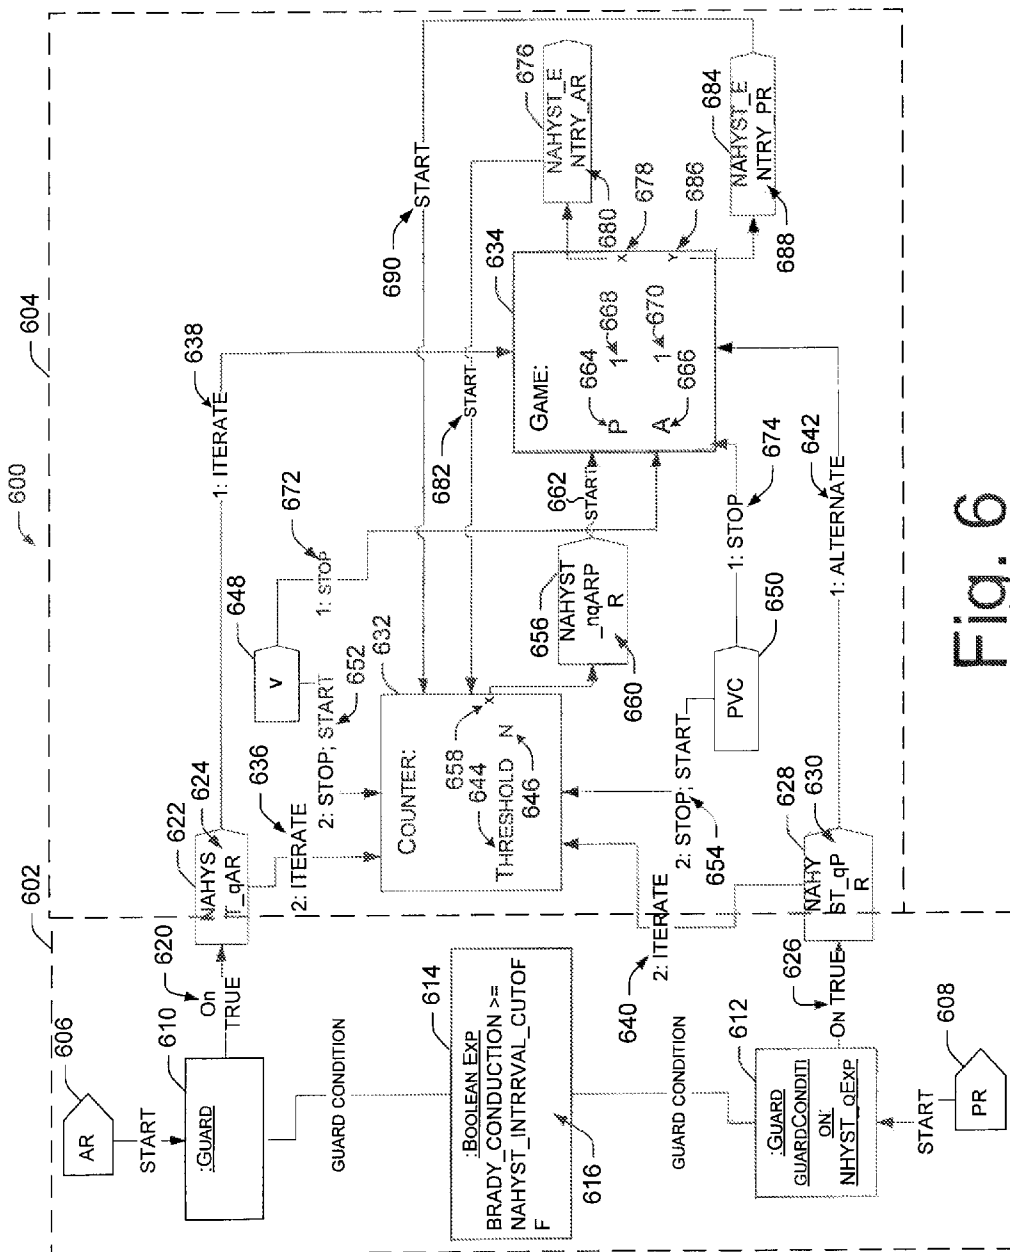 600
602
604
AR
606
START
:GUARD
610
620
On
TRUE
622
NAHYS
T_qAR
624
1: ITERATE
638
2: ITERATE
636
GUARD CONDITION
:BOOLEAN EXP
BRADY_CONDUCTION >=
NAHYST_INTRRVAL_CUTOF
F
614
616
GUARD CONDITION
:GUARD
GUARDCONDITI
ON:
NHYST_qEXP
612
START
PR
608
626
ON TRUE
628
NAHY
ST_qP
R
630
2: ITERATE
640
1: ALTERNATE
642
V
648
1: STOP
672
2: STOP; START
652
COUNTER:
THRESHOLD N
632
644
646
658
X
2: STOP; START
654
PVC
650
1: STOP
674
656
NAHYST
_nqARP
R
660
START
662
GAME:
634
P
664
1
668
A
666
1
670
X
678
Y
686
NAHYST_E
NTRY_AR
676
680
START
682
NAHYST_E
NTRY_PR
684
688
START
690
Fig. 6